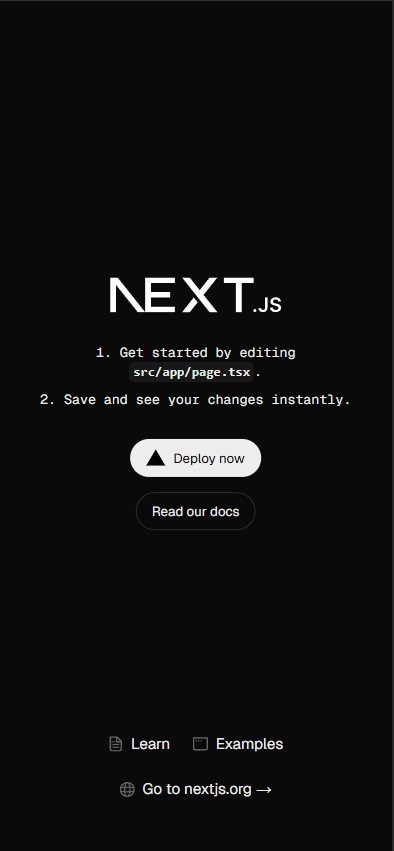 NEXT.JS
1. Get started by editing
src/app/page.tsx.
2. Save and see your changes instantly.
Deploy now
Read our docs
Learn
Examples
Go to nextjs.org →